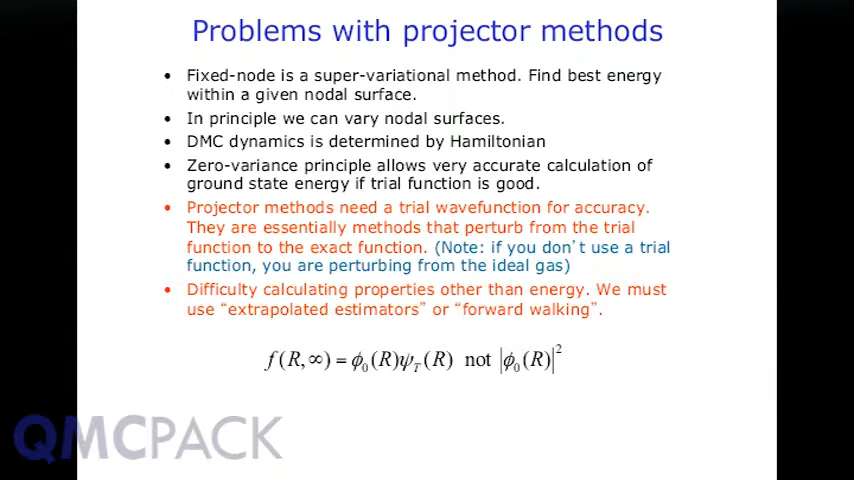 Problems with projector methods
• Fixed-node is a super-variational method. Find best energy
within a given nodal surface.
• In principle we can vary nodal surfaces.
• DMC dynamics is determined by Hamiltonian
• Zero-variance principle allows very accurate calculation of
ground state energy if trial function is good.
• Projector methods need a trial wavefunction for accuracy.
They are essentially methods that perturb from the trial
function to the exact function. (Note: if you don’t use a trial
function, you are perturbing from the ideal gas)
• Difficulty calculating properties other than energy. We must
use “extrapolated estimators” or “forward walking”.
f(R,∞) = ϕ₀(R)ψ_T(R) not |ϕ₀(R)|²
QMCPACK